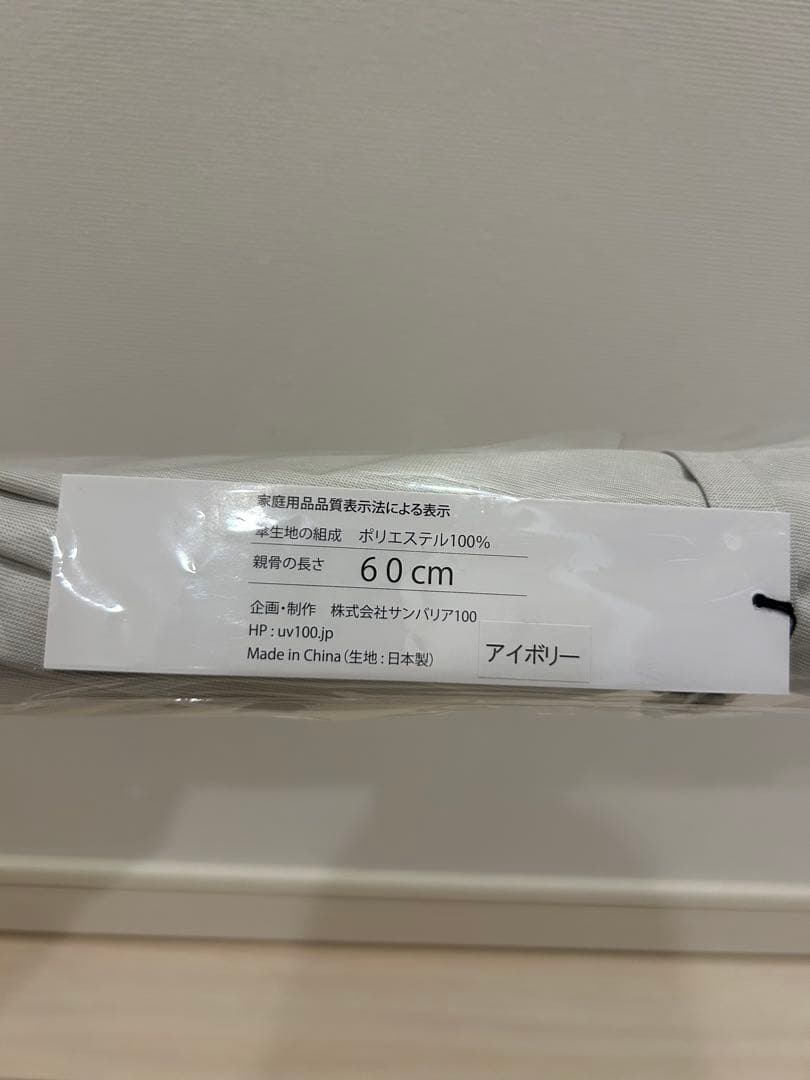 家庭用品品質表示法による表示
傘生地の組成　ポリエステル100%
親骨の長さ　60cm
企画・制作　株式会社サンバリア100
HP : uv100.jp
Made in China（生地 : 日本製）
アイボリー